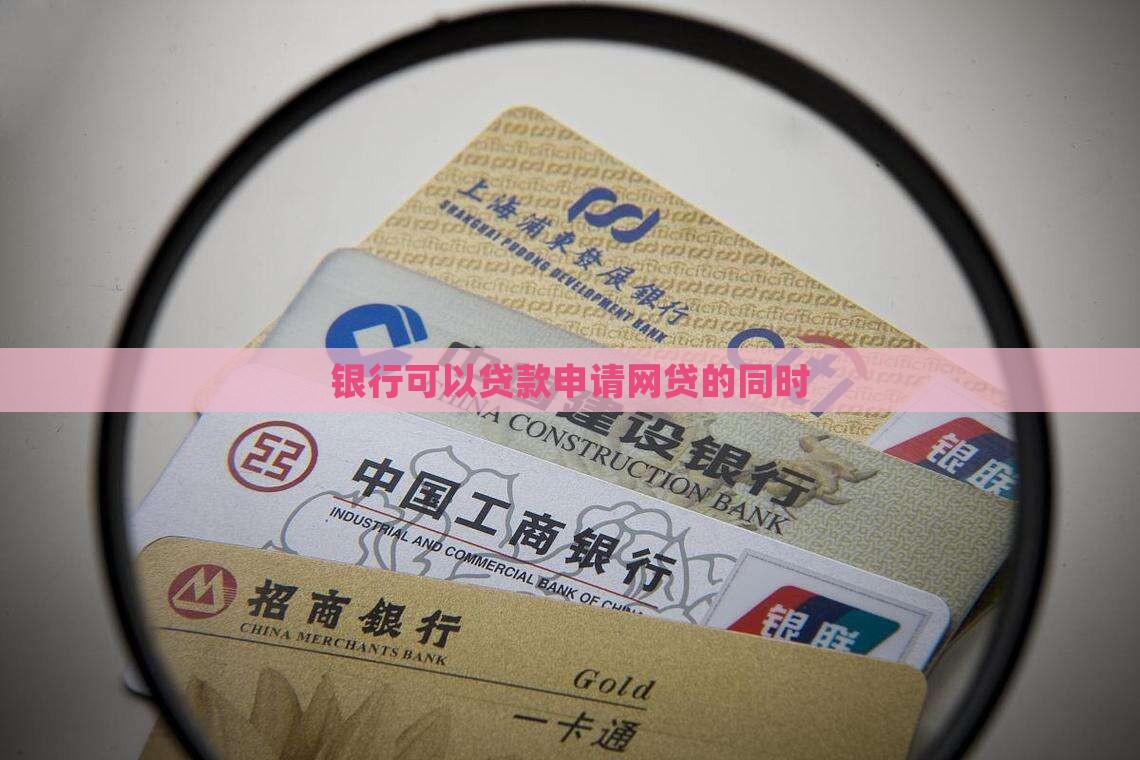 上海浦東發展銀行
SHANGHAI PUDONG DEVELOPMENT BANK
citi
银行可以贷款申请网贷的同时
中国建设银行
CHINA CONSTRUCTION BANK
银联
中国工商银行
INDUSTRIAL AND COMMERCIAL BANK OF CHINA
银联
招商銀行
CHINA MERCHANTS BANK
Gold
一卡通